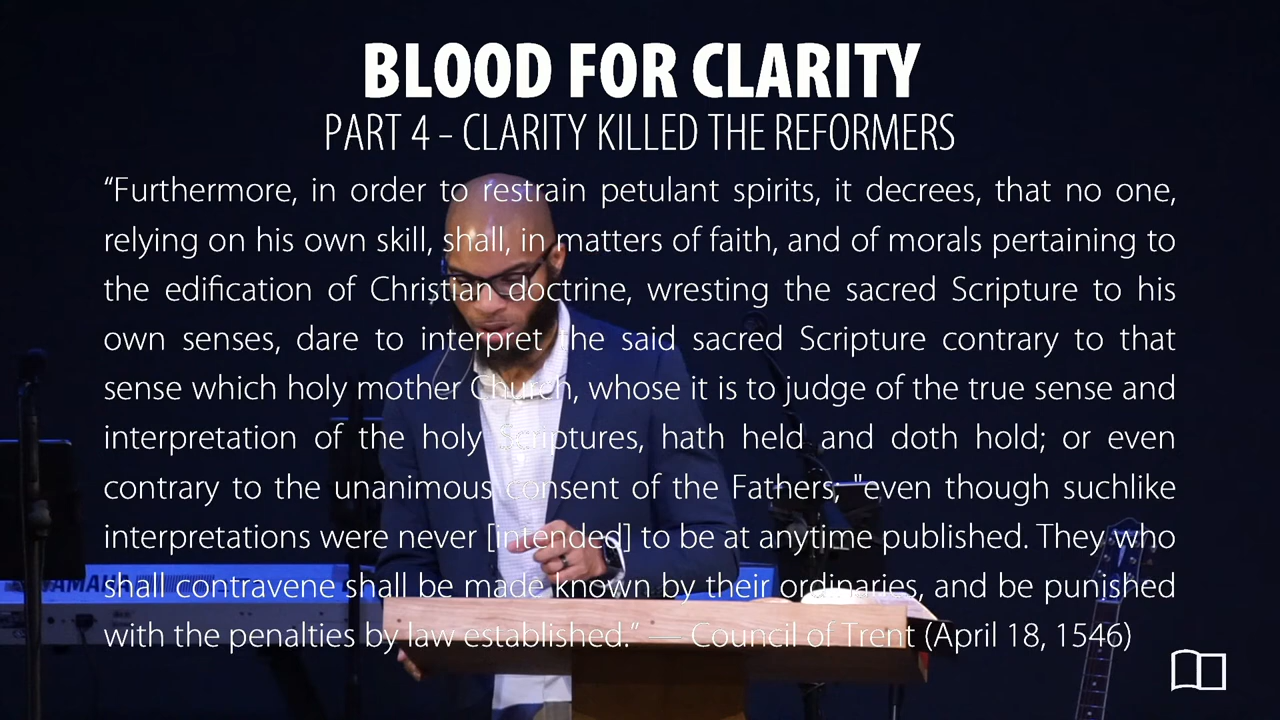 BLOOD FOR CLARITY
PART 4 – CLARITY KILLED THE REFORMERS
“Furthermore, in order to restrain petulant spirits, it decrees, that no one,
relying on his own skill, shall, in matters of faith, and of morals pertaining to
the edification of Christian doctrine, wresting the sacred Scripture to his
own senses, dare to interpret the said sacred Scripture contrary to that
sense which holy mother Church, whose it is to judge of the true sense and
interpretation of the holy Scriptures, hath held and doth hold; or even
contrary to the unanimous consent of the Fathers; "even though suchlike
interpretations were never [intended] to be at anytime published. They who
shall contravene shall be made known by their ordinaries, and be punished
with the penalties by law established.” — Council of Trent (April 18, 1546)
YAMAHA